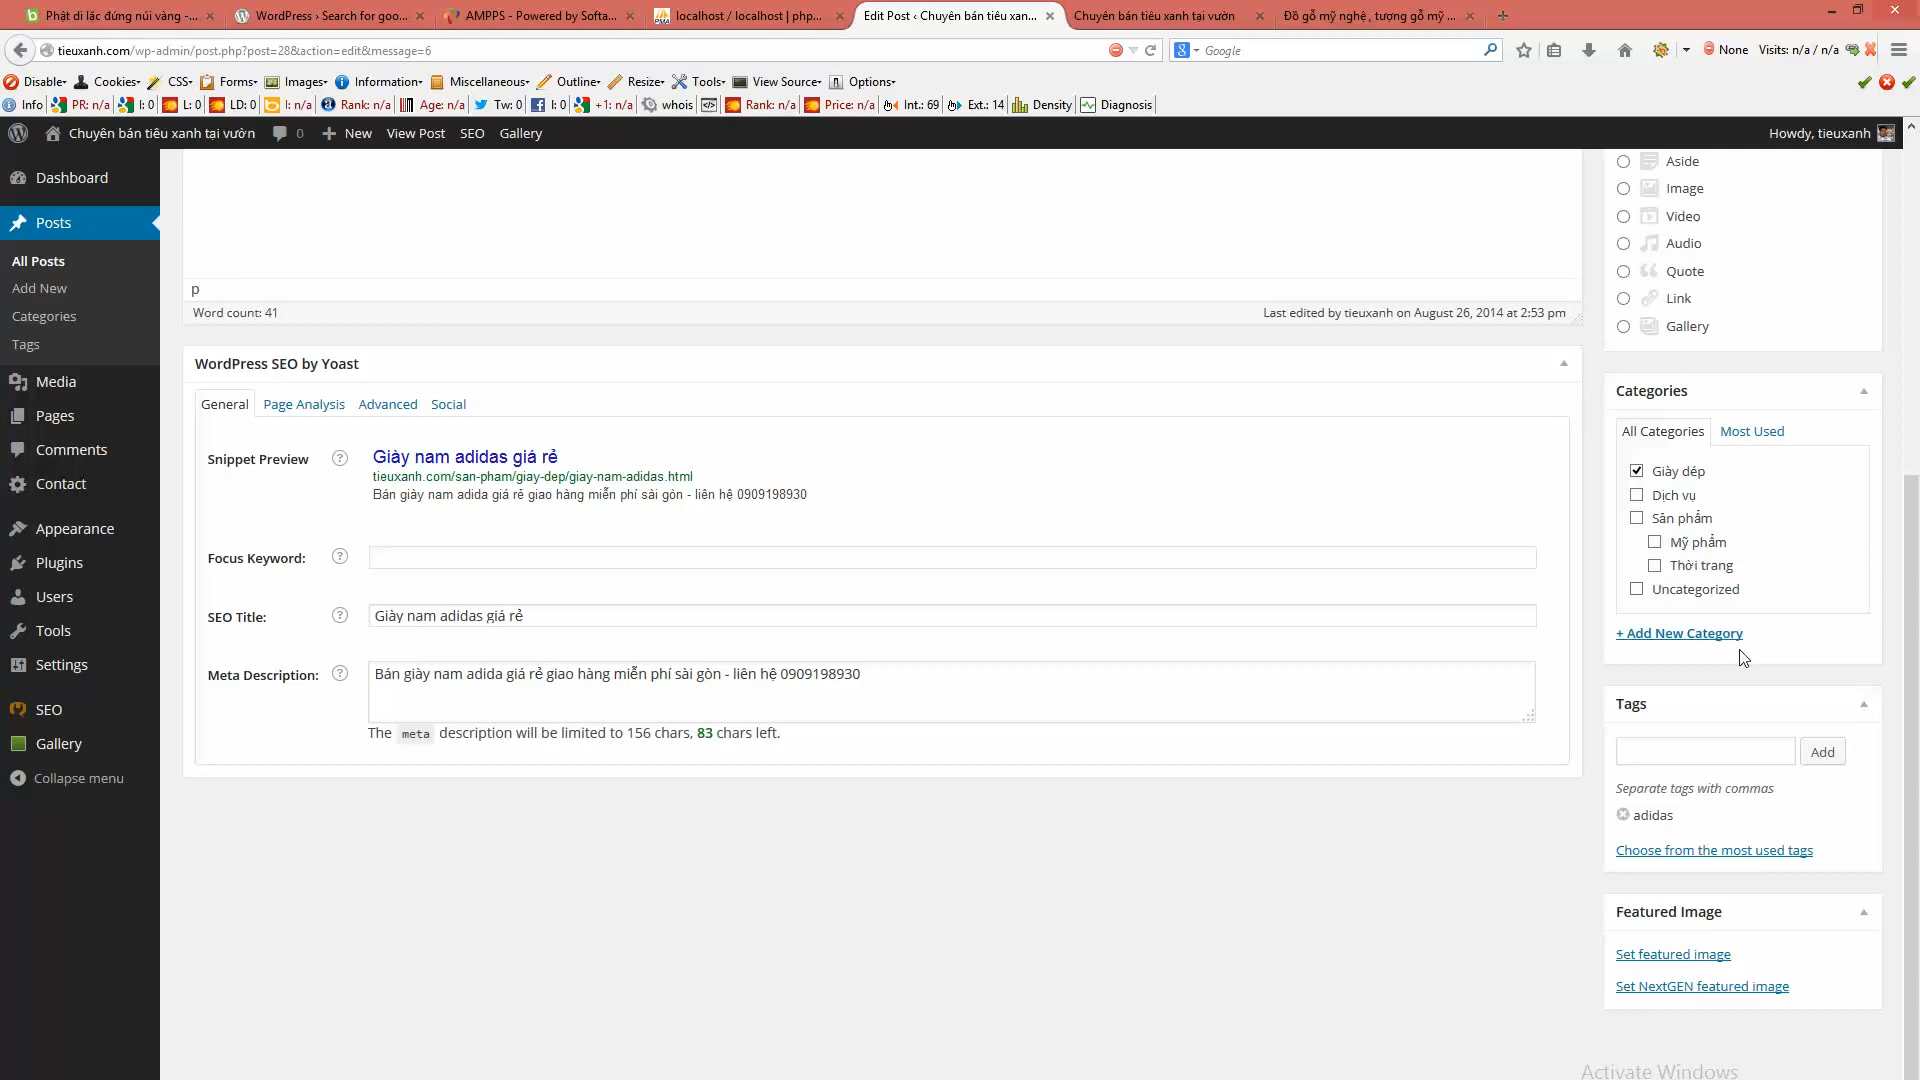 Phật di lặc đứng núi vàng -...
WordPress › Search for goo...
AMPPS - Powered by Softa...
localhost / localhost | php...
Edit Post ‹ Chuyên bán tiêu xan...
Chuyên bán tiêu xanh tại vườn
Đồ gỗ mỹ nghệ, tượng gỗ mỹ ...
tieuxanh.com/wp-admin/post.php?post=28&action=edit&message=6
Google
None
Visits: n/a / n/a
Disable
Cookies
CSS
Forms
Images
Information
Miscellaneous
Outline
Resize
Tools
View Source
Options
Info
PR: n/a
I: 0
L: 0
LD: 0
I: n/a
Rank: n/a
Age: n/a
Tw: 0
I: 0
+1: n/a
whois
Rank: n/a
Price: n/a
Int.: 69
Ext.: 14
Density
Diagnosis
Chuyên bán tiêu xanh tại vườn
0
New
View Post
SEO
Gallery
Howdy, tieuxanh
Dashboard
Posts
All Posts
Add New
Categories
Tags
Media
Pages
Comments
Contact
Appearance
Plugins
Users
Tools
Settings
SEO
Gallery
Collapse menu
p
Word count: 41
Last edited by tieuxanh on August 26, 2014 at 2:53 pm
WordPress SEO by Yoast
General
Page Analysis
Advanced
Social
Snippet Preview
?
Giày nam adidas giá rẻ
tieuxanh.com/san-pham/giay-dep/giay-nam-adidas.html
Bán giày nam adida giá rẻ giao hàng miễn phí sài gòn - liên hệ 0909198930
Focus Keyword:
?
SEO Title:
?
Giày nam adidas giá rẻ
Meta Description:
?
Bán giày nam adida giá rẻ giao hàng miễn phí sài gòn - liên hệ 0909198930
The meta description will be limited to 156 chars, 83 chars left.
Aside
Image
Video
Audio
Quote
Link
Gallery
Categories
All Categories
Most Used
Giày dép
Dịch vụ
Sản phẩm
Mỹ phẩm
Thời trang
Uncategorized
+ Add New Category
Tags
Add
Separate tags with commas
adidas
Choose from the most used tags
Featured Image
Set featured image
Set NextGEN featured image
Activate Windows